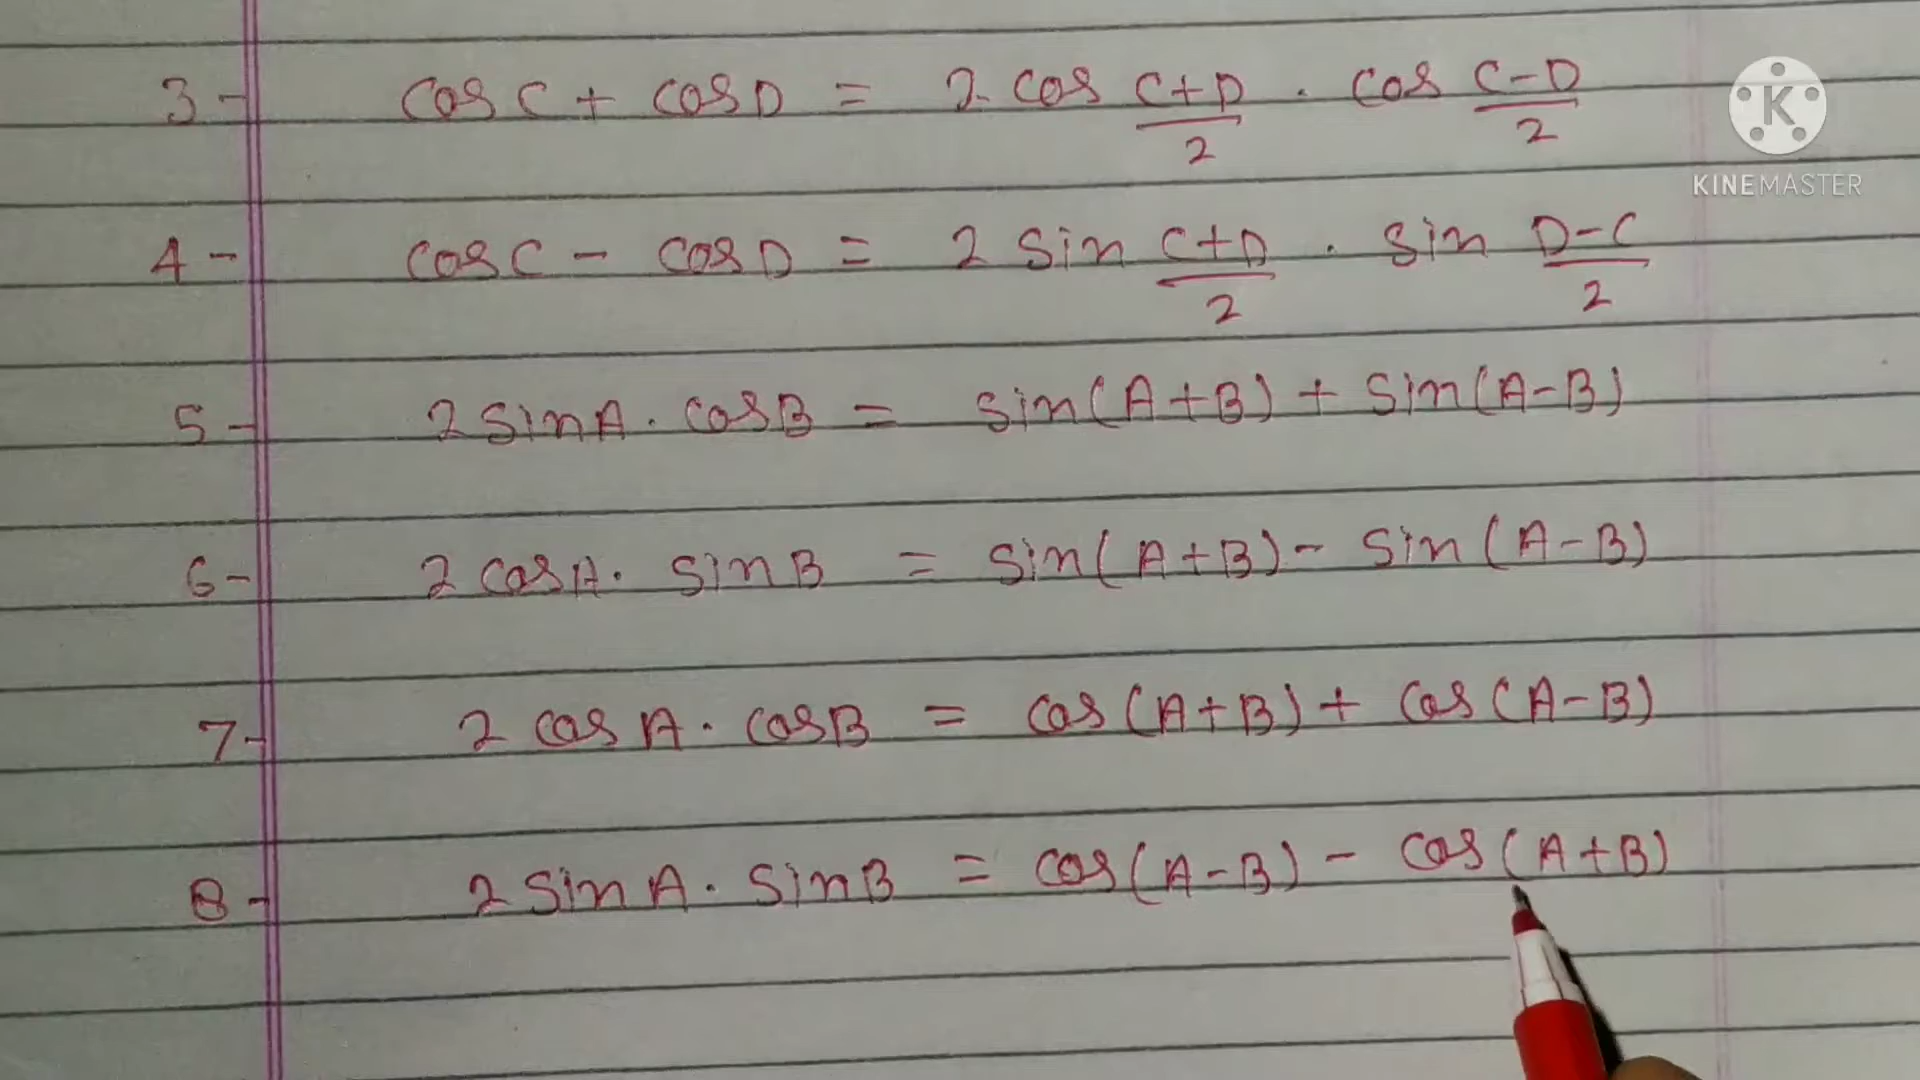 3- cos C + cos D = 2. cos (C+D)/2 . cos (C-D)/2
K
KINEMASTER
4- cos C - cos D = 2 sin (C+D)/2 . sin (D-C)/2
5- 2 sin A . cos B = sin(A+B) + sin(A-B)
6- 2 cos A . sin B = sin(A+B) - sin(A-B)
7- 2 cos A . cos B = cos(A+B) + cos(A-B)
8- 2 sin A . sin B = cos(A-B) - cos(A+B)